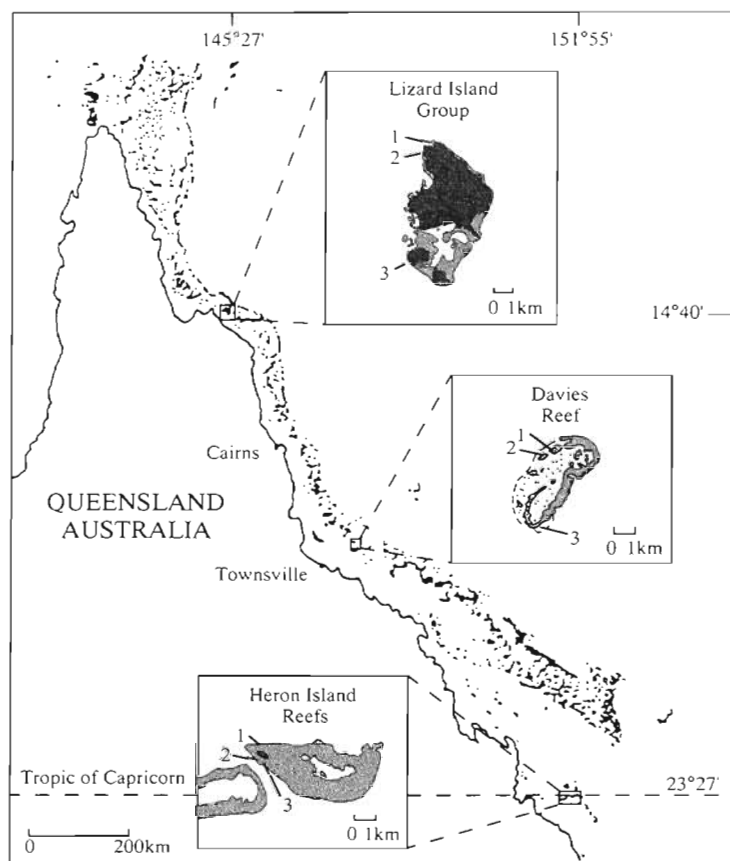 145°27'
151°55'
Lizard Island
Group
1
2
3
0 1km
14°40'
Davies
Reef
1
2
3
0 1km
Cairns
QUEENSLAND
AUSTRALIA
Townsville
Heron Island
Reefs
1
2
3
0 1km
Tropic of Capricorn
23°27'
0 200km